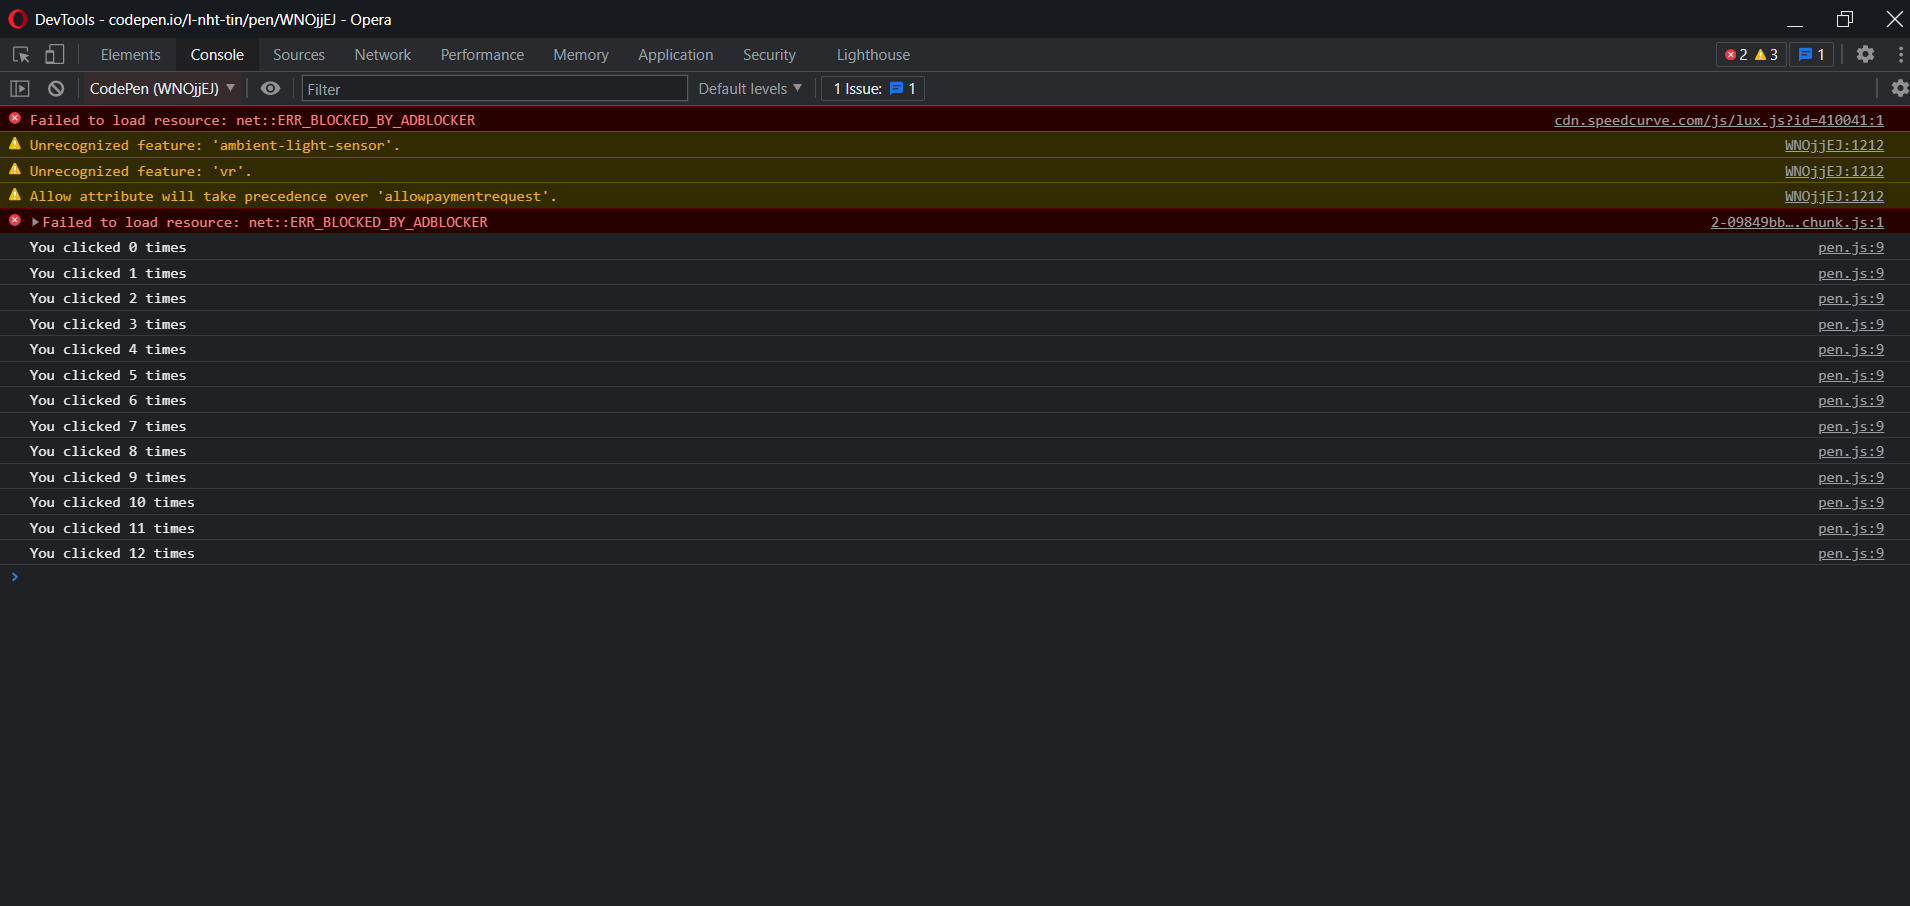 DevTools - codepen.io/l-nht-tin/pen/WNOjjEJ - Opera
Elements Console Sources Network Performance Memory Application Security Lighthouse 2 3 1
CodePen (WNOjjEJ) Filter Default levels 1 Issue: 1
Failed to load resource: net::ERR_BLOCKED_BY_ADBLOCKER cdn.speedcurve.com/js/lux.js?id=410041:1
Unrecognized feature: 'ambient-light-sensor'. WNOjjEJ:1212
Unrecognized feature: 'vr'. WNOjjEJ:1212
Allow attribute will take precedence over 'allowpaymentrequest'. WNOjjEJ:1212
Failed to load resource: net::ERR_BLOCKED_BY_ADBLOCKER 2-09849bb….chunk.js:1
You clicked 0 times pen.js:9
You clicked 1 times pen.js:9
You clicked 2 times pen.js:9
You clicked 3 times pen.js:9
You clicked 4 times pen.js:9
You clicked 5 times pen.js:9
You clicked 6 times pen.js:9
You clicked 7 times pen.js:9
You clicked 8 times pen.js:9
You clicked 9 times pen.js:9
You clicked 10 times pen.js:9
You clicked 11 times pen.js:9
You clicked 12 times pen.js:9